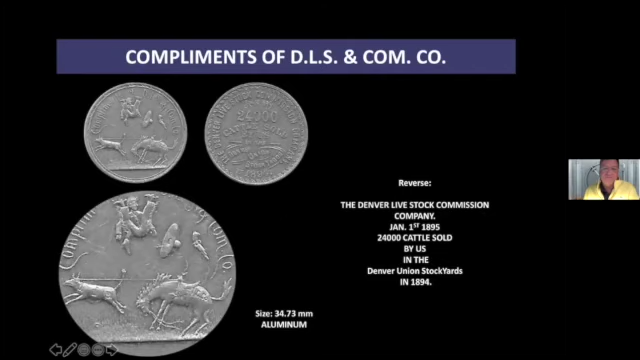 COMPLIMENTS OF D.L.S. & COM. CO.
24000
Reverse:
THE DENVER LIVE STOCK COMMISSION
COMPANY.
JAN. 1ST 1895
24000 CATTLE SOLD
BY US
IN THE
Denver Union StockYards
IN 1894.
Size: 34.73 mm
ALUMINUM